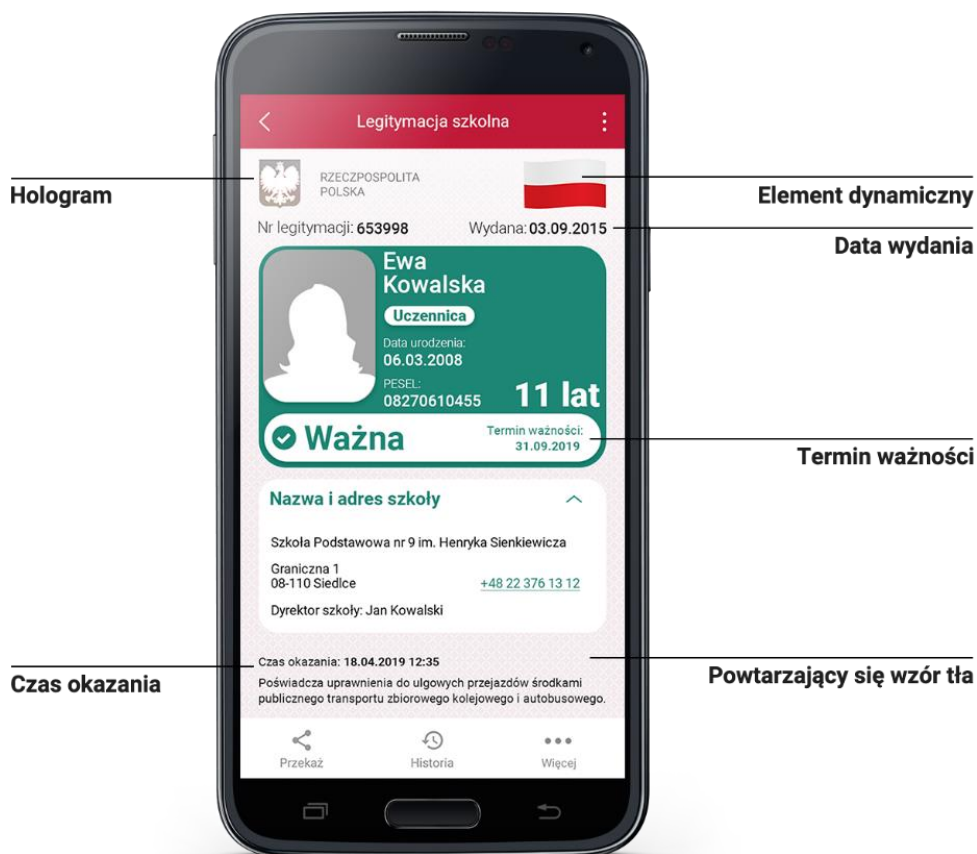 Legitymacja szkolna
Hologram
RZECZPOSPOLITA
POLSKA
Element dynamiczny
Nr legitymacji: 653998 Wydana: 03.09.2015
Data wydania
Ewa
Kowalska
Uczennica
Data urodzenia:
06.03.2008
PESEL:
08270610455
11 lat
Ważna
Termin ważności:
31.09.2019
Termin ważności
Nazwa i adres szkoły
Szkoła Podstawowa nr 9 im. Henryka Sienkiewicza
Graniczna 1
08-110 Siedlce +48 22 376 13 12
Dyrektor szkoły: Jan Kowalski
Czas okazania: 18.04.2019 12:35
Czas okazania
Powtarzający się wzór tła
Poświadcza uprawnienia do ulgowych przejazdów środkami
publicznego transportu zbiorowego kolejowego i autobusowego.
Przekaż Historia Więcej